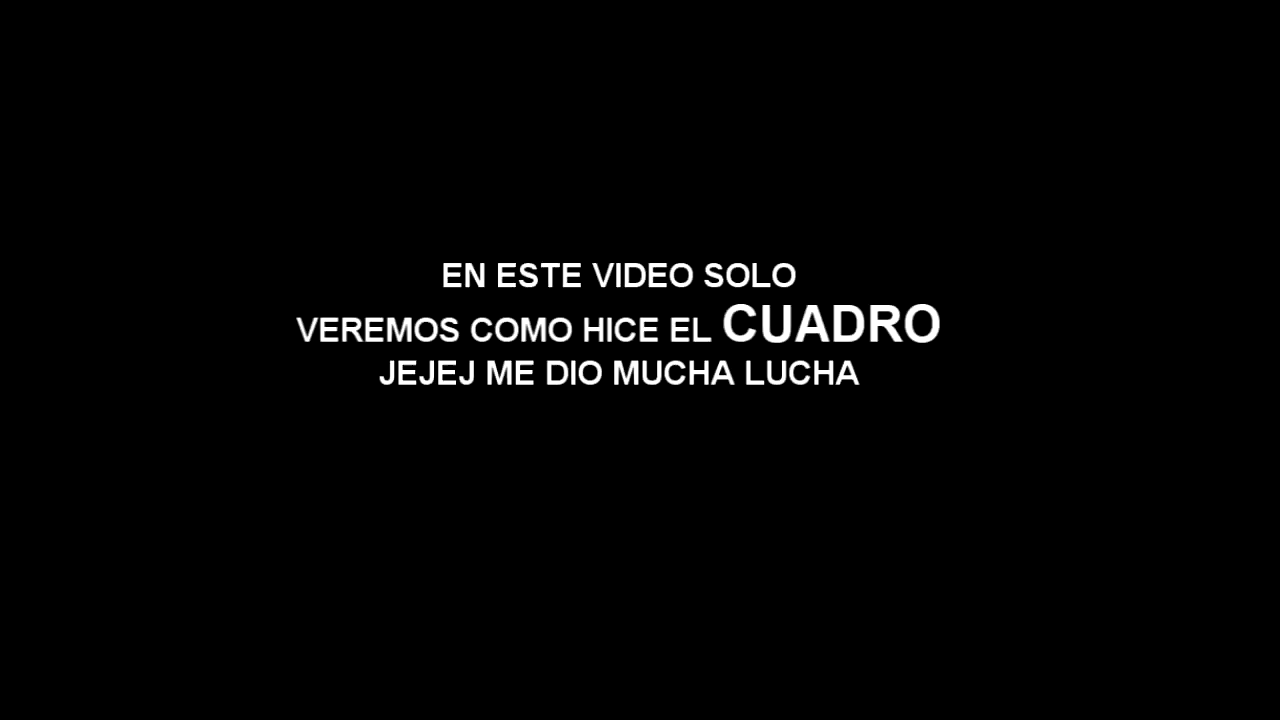 EN ESTE VIDEO SOLO
VEREMOS COMO HICE EL CUADRO
JEJEJ ME DIO MUCHA LUCHA